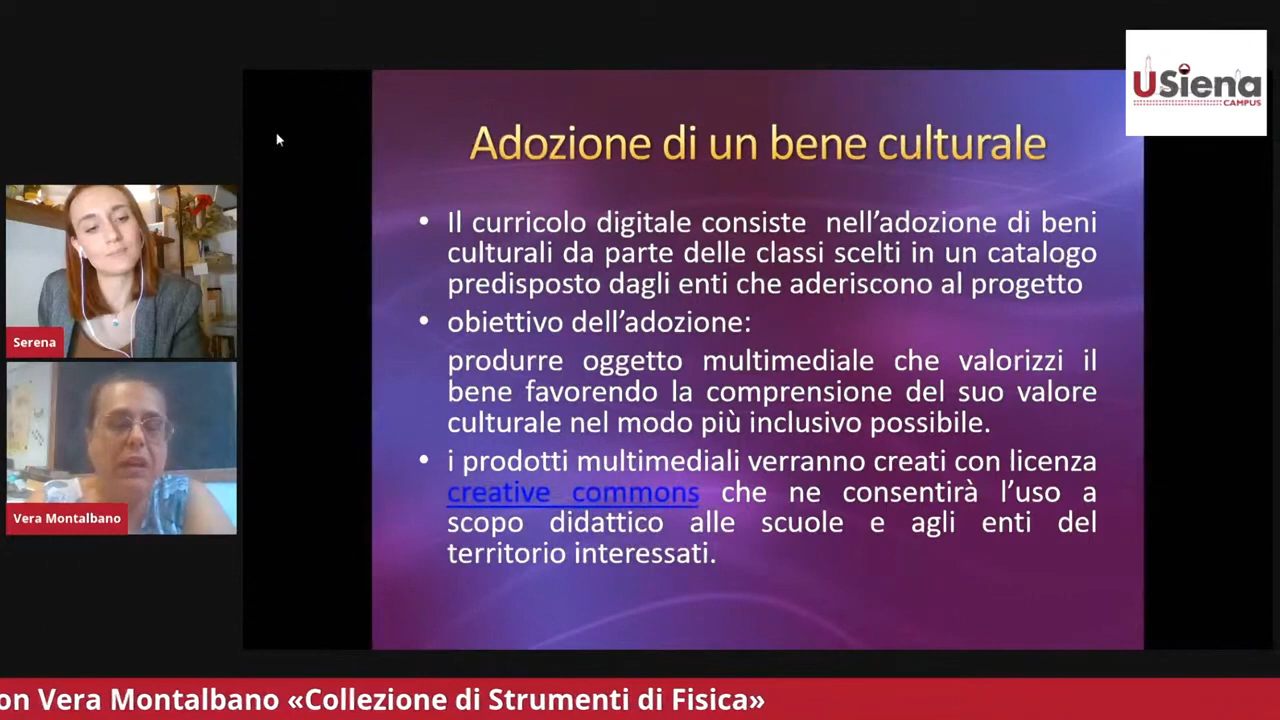 USiena
CAMPUS
Adozione di un bene culturale
• Il curricolo digitale consiste nell’adozione di beni
culturali da parte delle classi scelti in un catalogo
predisposto dagli enti che aderiscono al progetto
• obiettivo dell’adozione:
produrre oggetto multimediale che valorizzi il
bene favorendo la comprensione del suo valore
culturale nel modo più inclusivo possibile.
• i prodotti multimediali verranno creati con licenza
creative commons che ne consentirà l’uso a
scopo didattico alle scuole e agli enti del
territorio interessati.
Serena
Vera Montalbano
on Vera Montalbano «Collezione di Strumenti di Fisica»